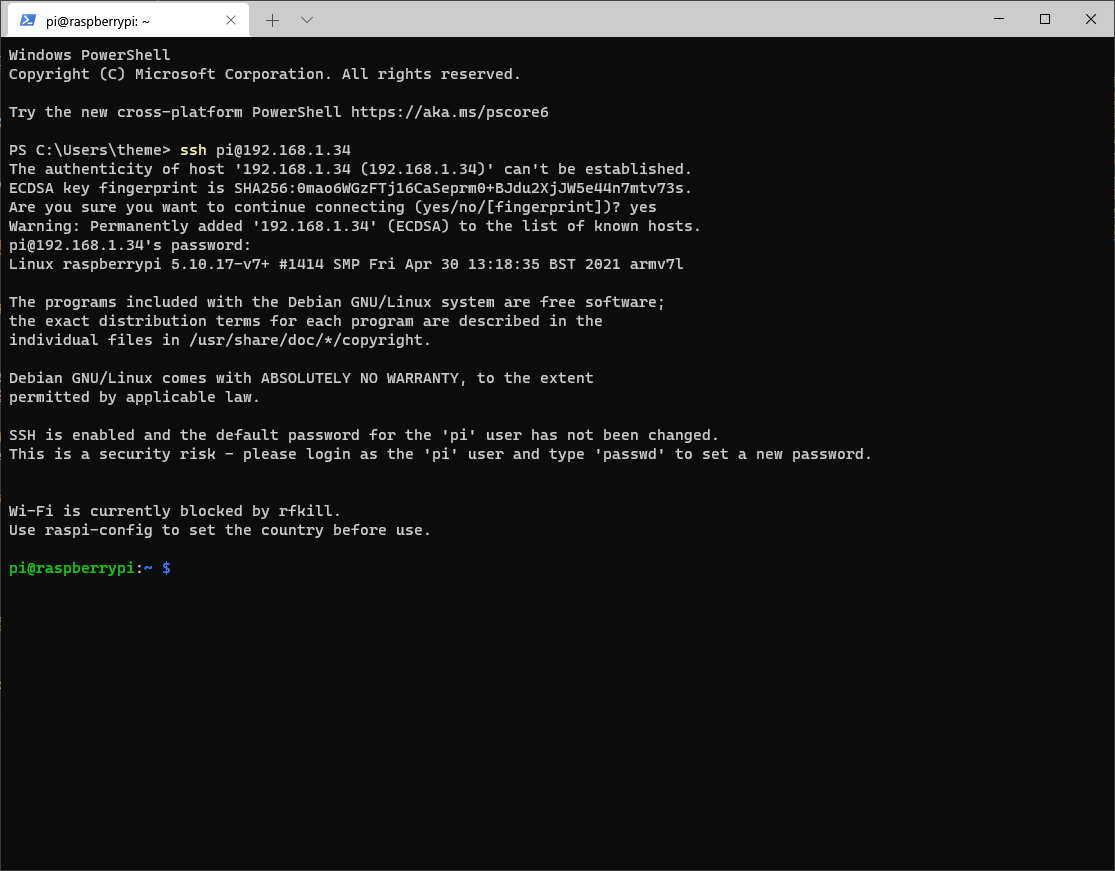 pi@raspberrypi: ~
Windows PowerShell
Copyright (C) Microsoft Corporation. All rights reserved.
Try the new cross-platform PowerShell https://aka.ms/pscore6
PS C:\Users\theme> ssh pi@192.168.1.34
The authenticity of host '192.168.1.34 (192.168.1.34)' can't be established.
ECDSA key fingerprint is SHA256:0mao6WGzFTj16CaSeprm0+BJdu2XjJW5e44n7mtv73s.
Are you sure you want to continue connecting (yes/no/[fingerprint])? yes
Warning: Permanently added '192.168.1.34' (ECDSA) to the list of known hosts.
pi@192.168.1.34's password:
Linux raspberrypi 5.10.17-v7+ #1414 SMP Fri Apr 30 13:18:35 BST 2021 armv7l
The programs included with the Debian GNU/Linux system are free software;
the exact distribution terms for each program are described in the
individual files in /usr/share/doc/*/copyright.
Debian GNU/Linux comes with ABSOLUTELY NO WARRANTY, to the extent
permitted by applicable law.
SSH is enabled and the default password for the 'pi' user has not been changed.
This is a security risk - please login as the 'pi' user and type 'passwd' to set a new password.
Wi-Fi is currently blocked by rfkill.
Use raspi-config to set the country before use.
pi@raspberrypi:~ $